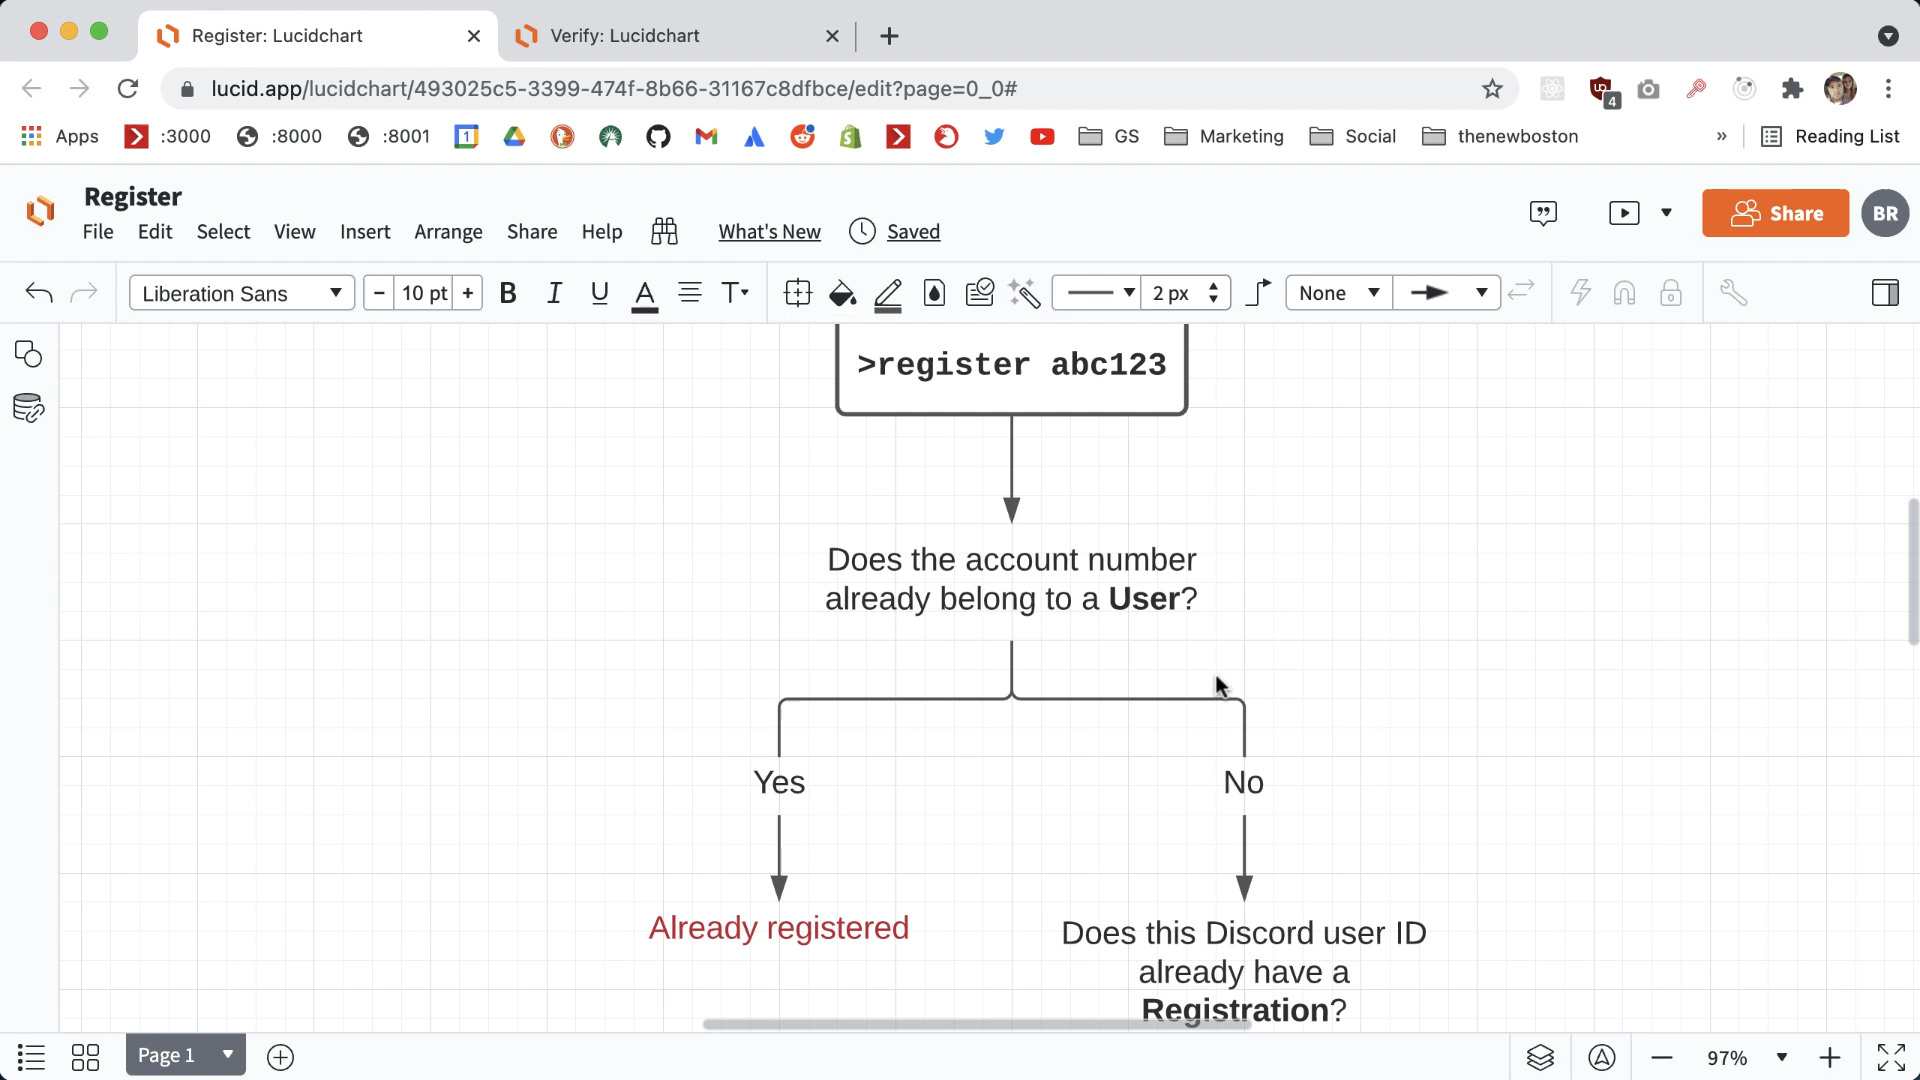 Register: Lucidchart
Verify: Lucidchart
lucid.app/lucidchart/493025c5-3399-474f-8b66-31167c8dfbce/edit?page=0_0#
4
Apps
:3000
:8000
:8001
1
GS
Marketing
Social
thenewboston
»
Reading List
Register
File
Edit
Select
View
Insert
Arrange
Share
Help
What's New
Saved
Share
BR
Liberation Sans
- 10 pt +
B
I
U
A
T
2 px
None
>register abc123
Does the account number
already belong to a User?
Yes
No
Already registered
Does this Discord user ID
already have a
Registration?
Page 1
97%